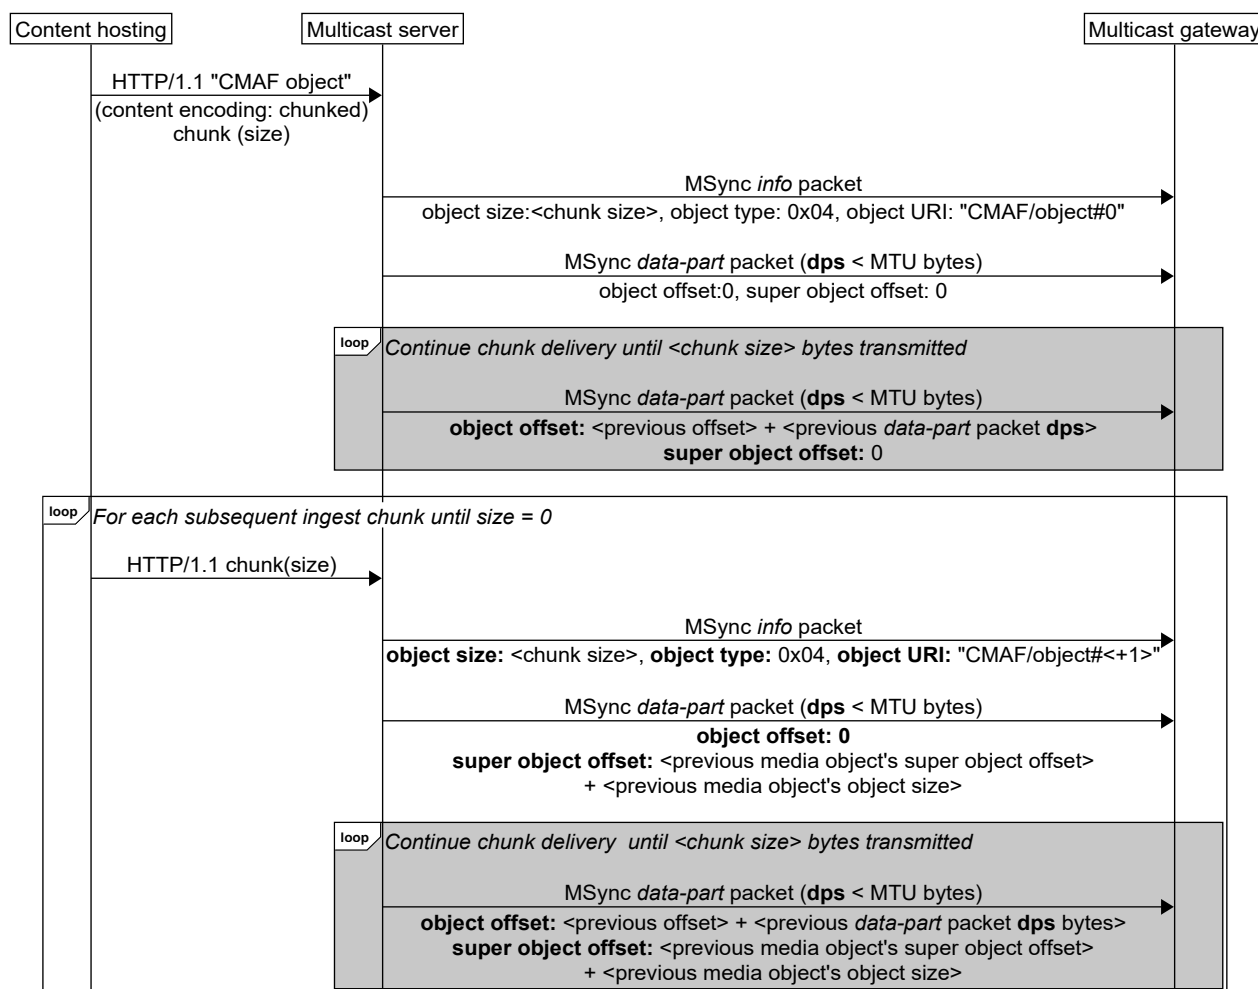 Content hosting
Multicast server
Multicast gateway
HTTP/1.1 "CMAF object"
(content encoding: chunked)
chunk (size)
MSync info packet
object size:<chunk size>, object type: 0x04, object URI: "CMAF/object#0"
MSync data-part packet (dps < MTU bytes)
object offset:0, super object offset: 0
loop
Continue chunk delivery until <chunk size> bytes transmitted
MSync data-part packet (dps < MTU bytes)
object offset: <previous offset> + <previous data-part packet dps>
super object offset: 0
loop
For each subsequent ingest chunk until size = 0
HTTP/1.1 chunk(size)
MSync info packet
object size: <chunk size>, object type: 0x04, object URI: "CMAF/object#<+1>"
MSync data-part packet (dps < MTU bytes)
object offset: 0
super object offset: <previous media object's super object offset>
+ <previous media object's object size>
loop
Continue chunk delivery  until <chunk size> bytes transmitted
MSync data-part packet (dps < MTU bytes)
object offset: <previous offset> + <previous data-part packet dps bytes>
super object offset: <previous media object's super object offset>
+ <previous media object's object size>